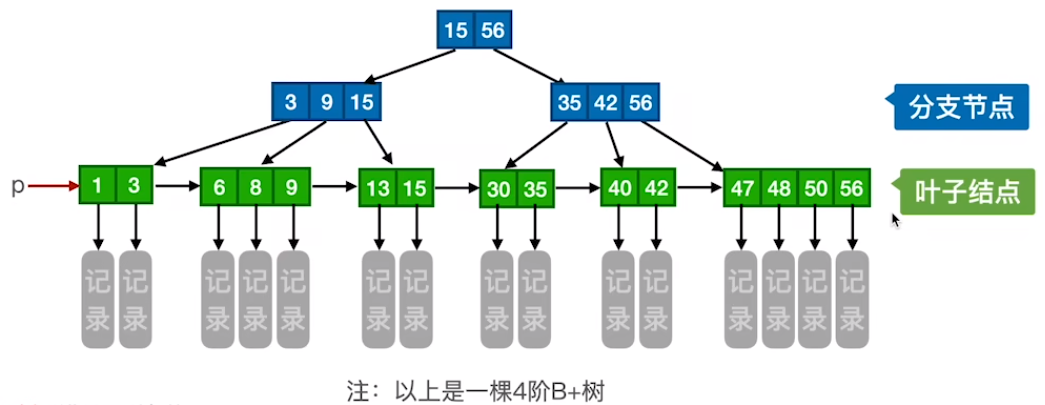 15 56
3 9 15
35 42 56
分支节点
p
1 3
6 8 9
13 15
30 35
40 42
47 48 50 56
叶子结点
记录 记录
记录 记录 记录
记录 记录
记录 记录
记录 记录
记录 记录 记录 记录
注：以上是一棵4阶B+树